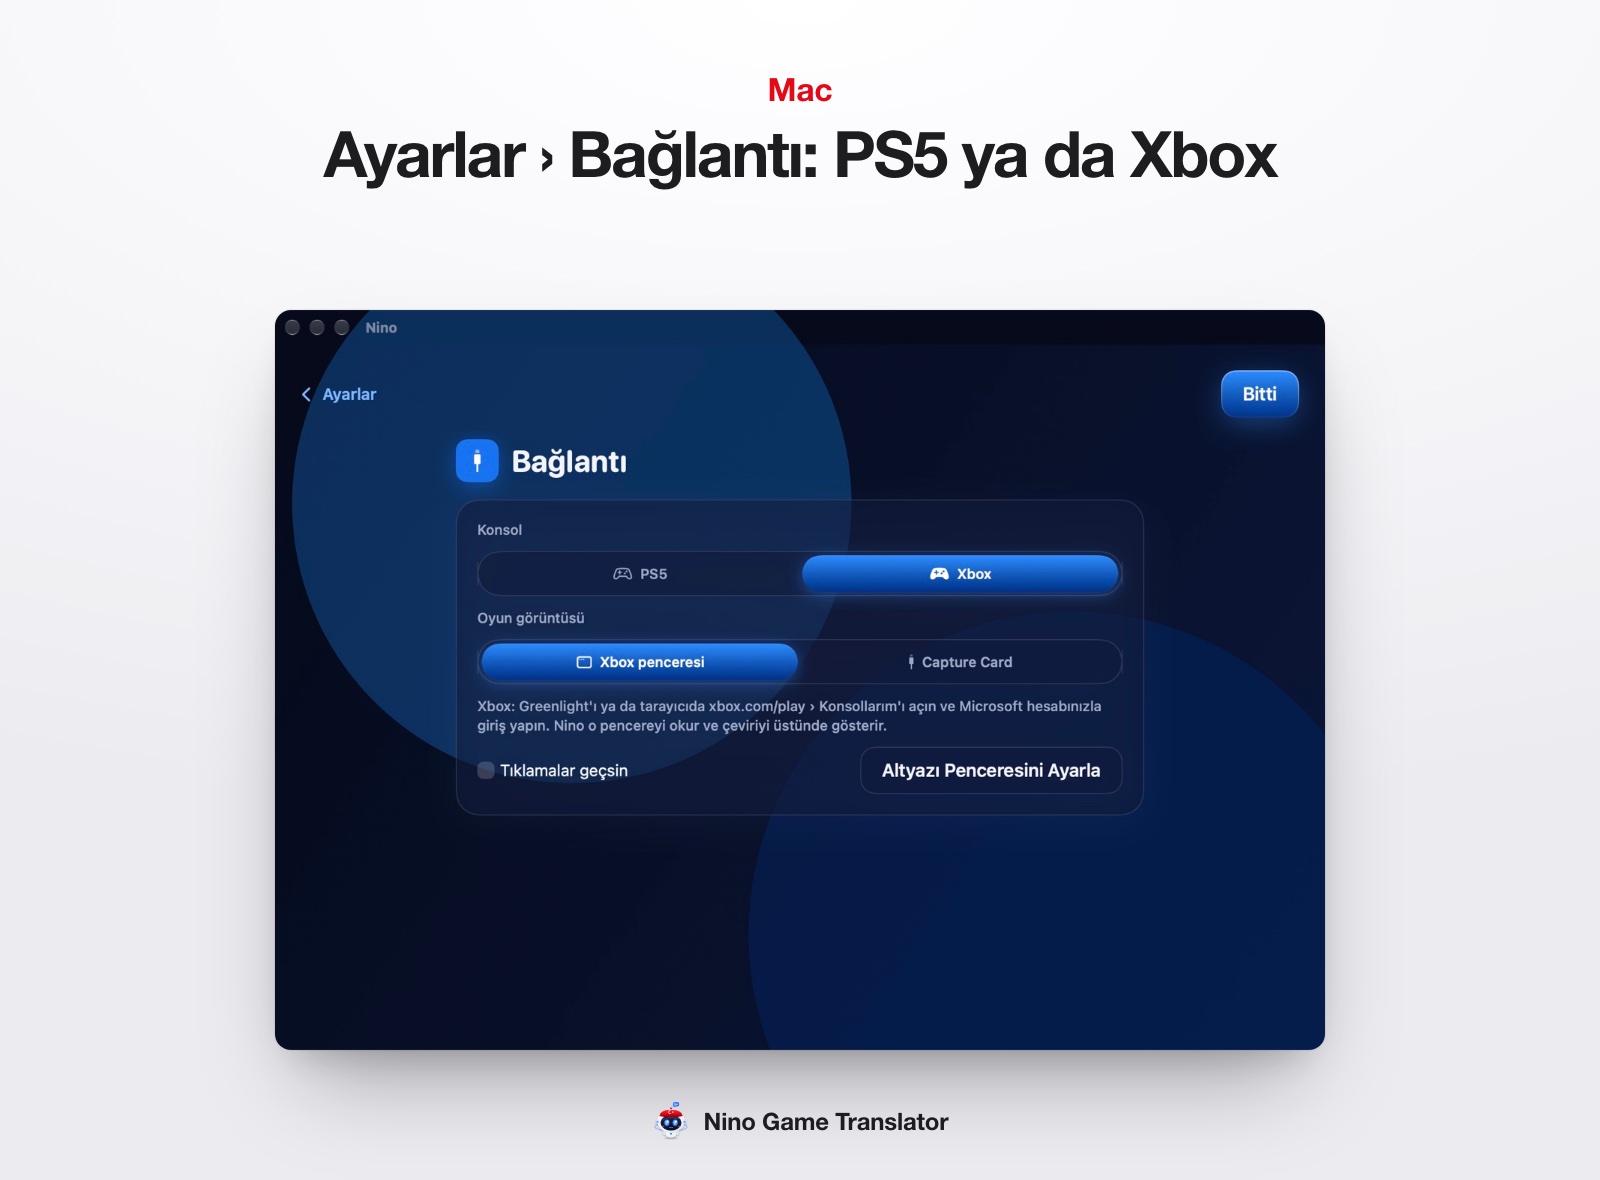 Mac
Ayarlar › Bağlantı: PS5 ya da Xbox
Nino
Ayarlar
Bitti
Bağlantı
Konsol
PS5
Xbox
Oyun görüntüsü
Xbox penceresi
Capture Card
Xbox: Greenlight'ı ya da tarayıcıda xbox.com/play › Konsollarım'ı açın ve Microsoft hesabınızla
giriş yapın. Nino o pencereyi okur ve çeviriyi üstünde gösterir.
Tıklamalar geçsin
Altyazı Penceresini Ayarla
Nino Game Translator